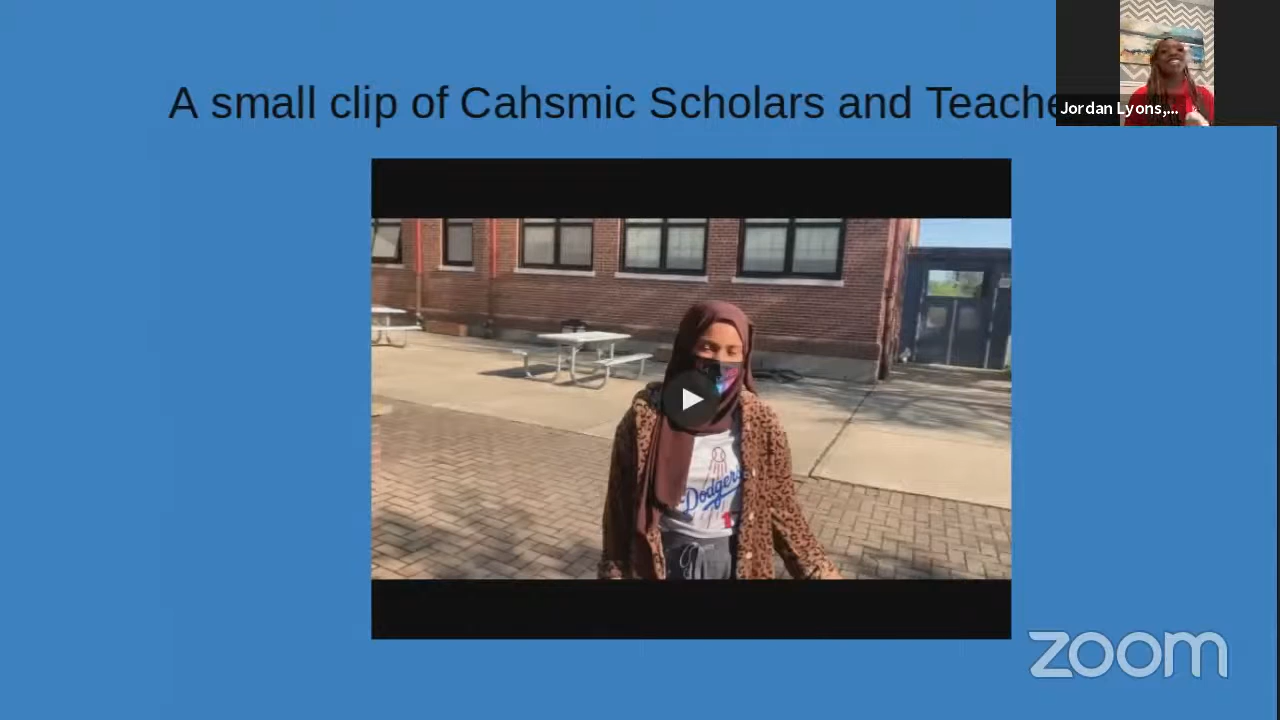 A small clip of Cahsmic Scholars and Teache
Jordan Lyons,...
Dodgers
zoom